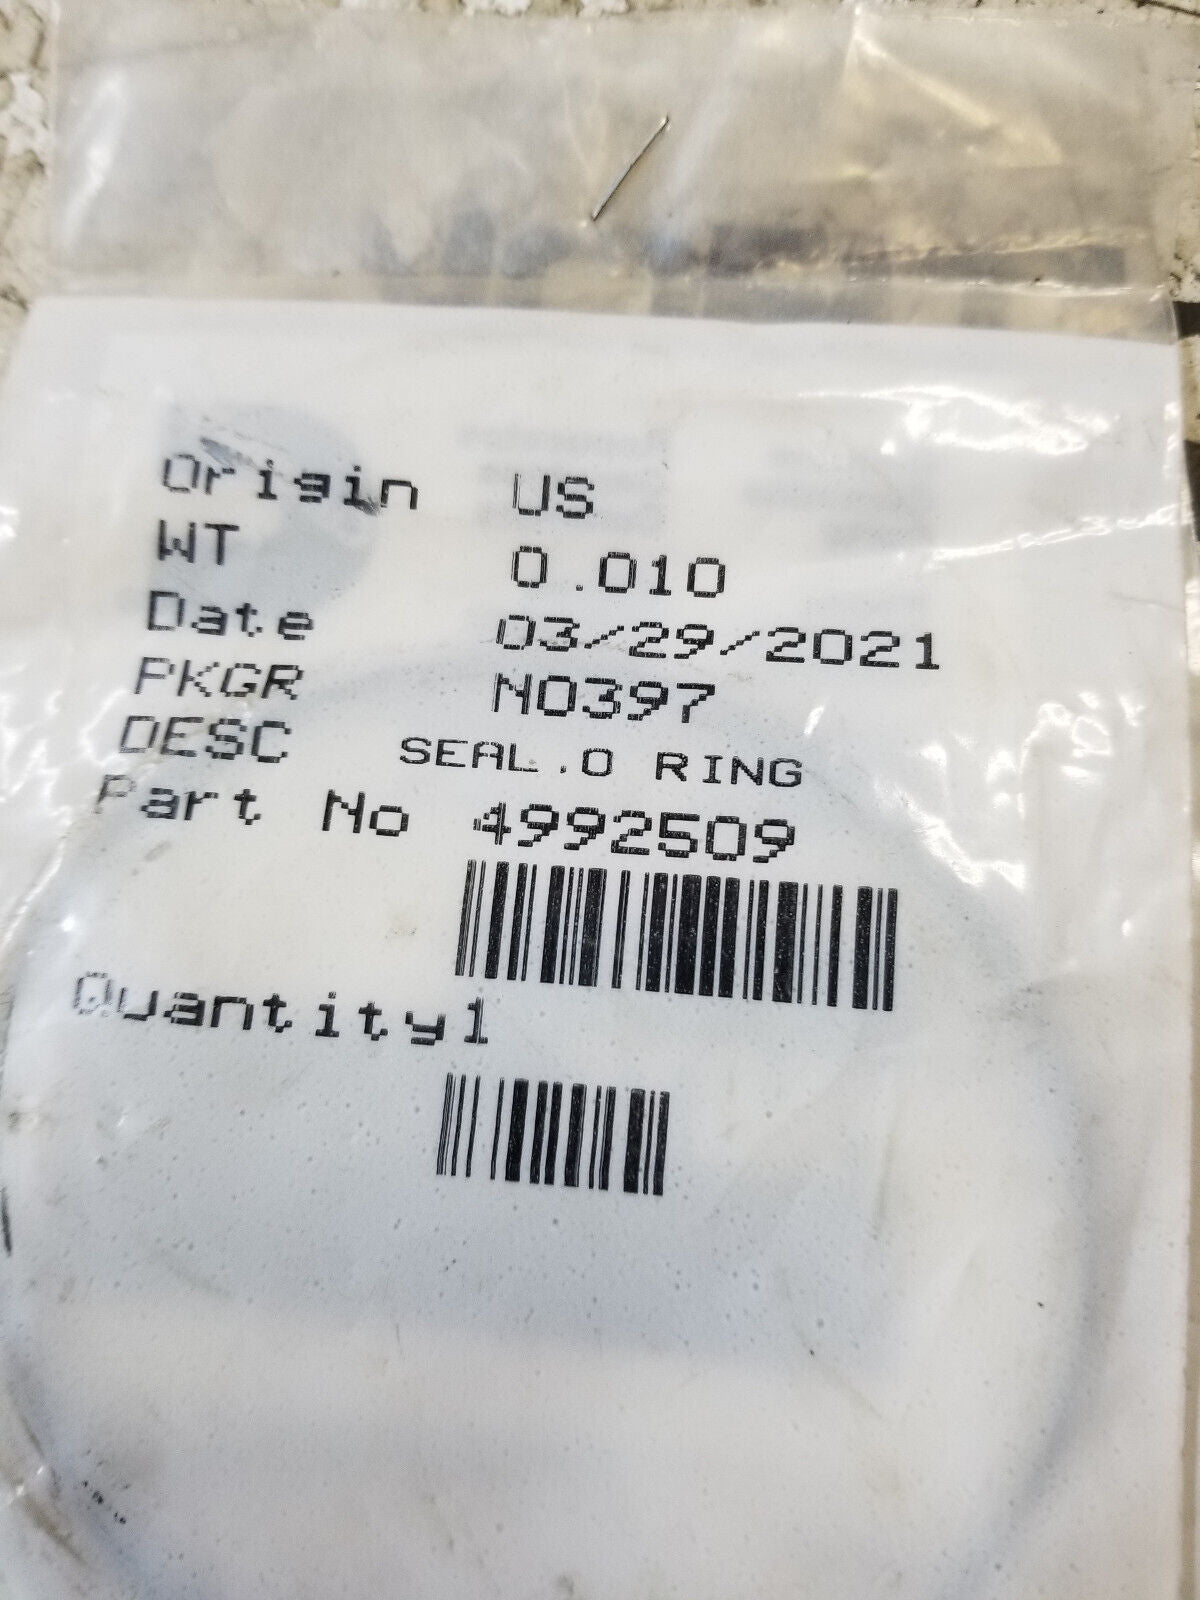 Origin US
WT 0.010
Date 03/29/2021
PKGR N0397
DESC SEAL.O RING
Part No 4992509
Quantity1